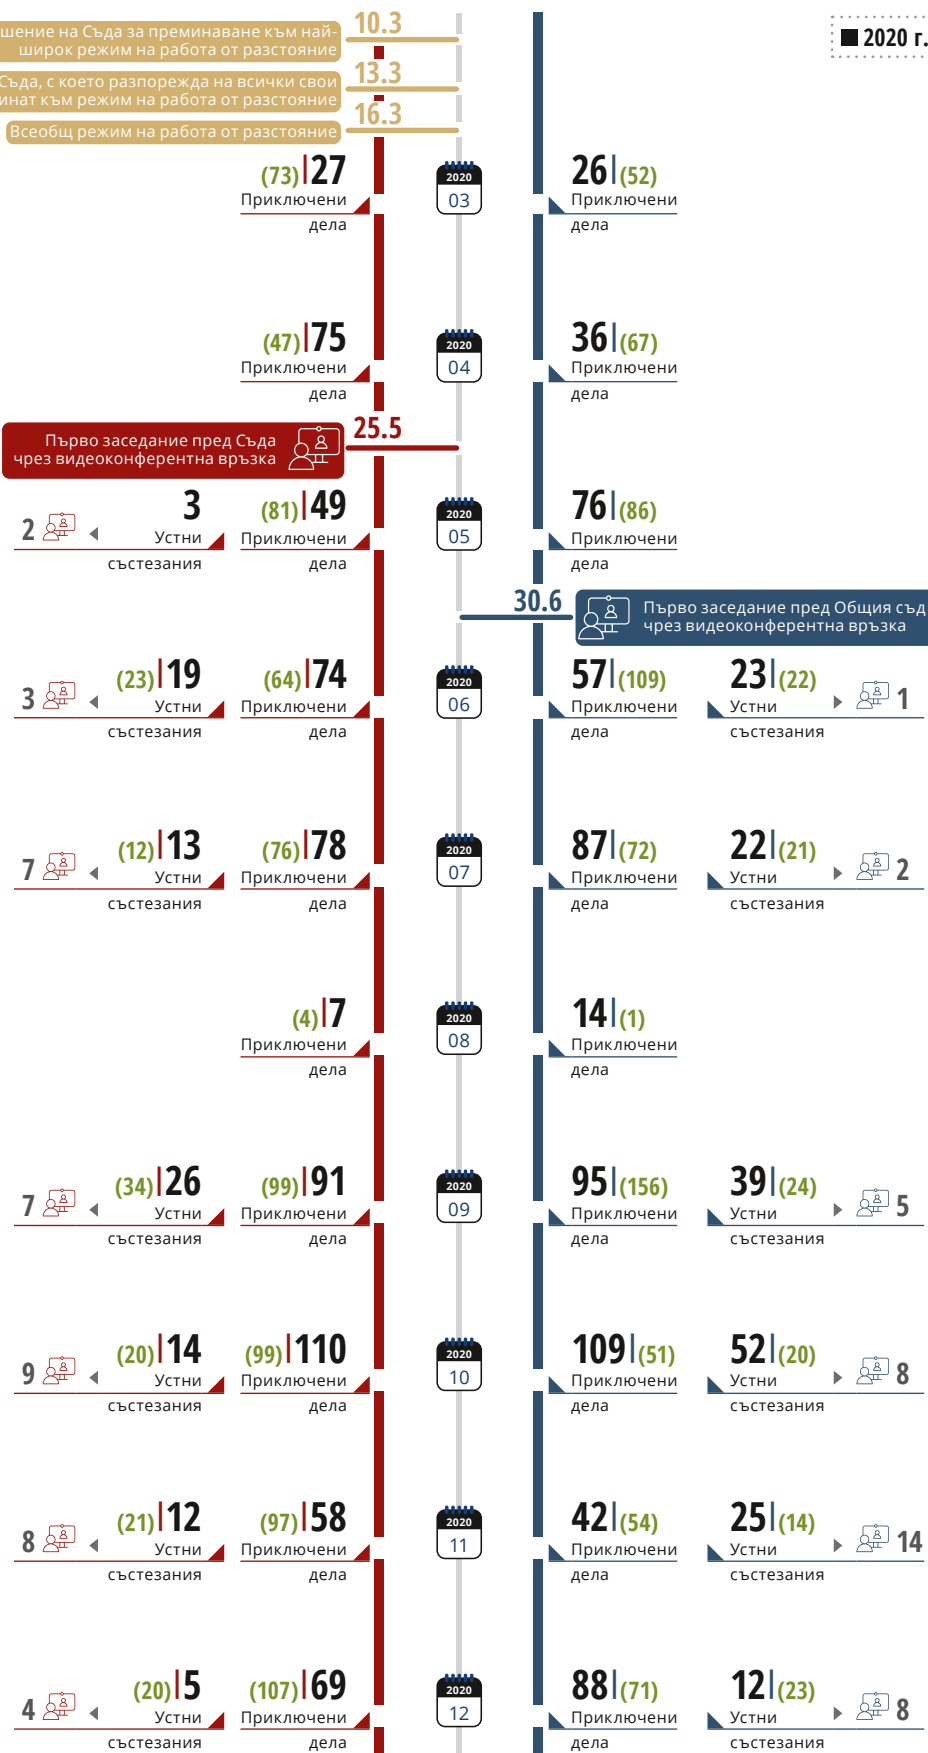 10.3
2020 г.
Съда за преминаване към най-
широк режим на работа от разстояние
13.3
Съда, с което разпорежда на всички свои
към режим на работа от разстояние
16.3
Всеобщ режим на работа от разстояние
(73) 27
Приключени
дела
2020
03
26 (52)
Приключени
дела
(47) 75
Приключени
дела
2020
04
36 (67)
Приключени
дела
25.5
Първо заседание пред Съда
чрез видеоконферентна връзка
2
3
Устни
състезания
(81) 49
Приключени
дела
2020
05
76 (86)
Приключени
дела
30.6
Първо заседание пред Общия съд
чрез видеоконферентна връзка
3
(23) 19
Устни
състезания
(64) 74
Приключени
дела
2020
06
57 (109)
Приключени
дела
23 (22)
Устни
състезания
1
7
(12) 13
Устни
състезания
(76) 78
Приключени
дела
2020
07
87 (72)
Приключени
дела
22 (21)
Устни
състезания
2
(4) 7
Приключени
дела
2020
08
14 (1)
Приключени
дела
7
(34) 26
Устни
състезания
(99) 91
Приключени
дела
2020
09
95 (156)
Приключени
дела
39 (24)
Устни
състезания
5
9
(20) 14
Устни
състезания
(99) 110
Приключени
дела
2020
10
109 (51)
Приключени
дела
52 (20)
Устни
състезания
8
8
(21) 12
Устни
състезания
(97) 58
Приключени
дела
2020
11
42 (54)
Приключени
дела
25 (14)
Устни
състезания
14
4
(20) 5
Устни
състезания
(107) 69
Приключени
дела
2020
12
88 (71)
Приключени
дела
12 (23)
Устни
състезания
8